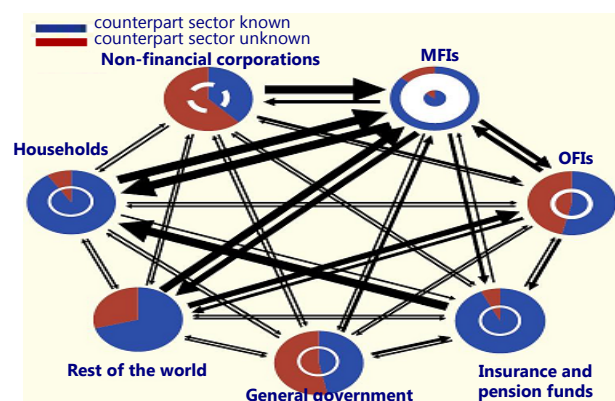 counterpart sector known
counterpart sector unknown
Non-financial corporations
MFIs
Households
OFIs
Rest of the world
General government
Insurance and
pension funds